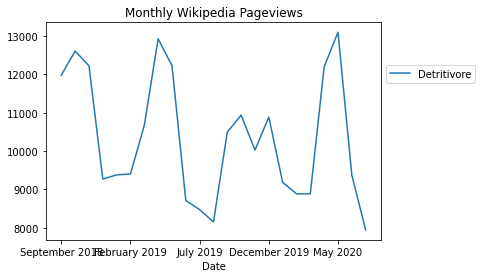 Monthly Wikipedia Pageviews
13000
12000
11000
10000
9000
8000
September 2018 February 2019 July 2019 December 2019 May 2020
Date
Detritivore